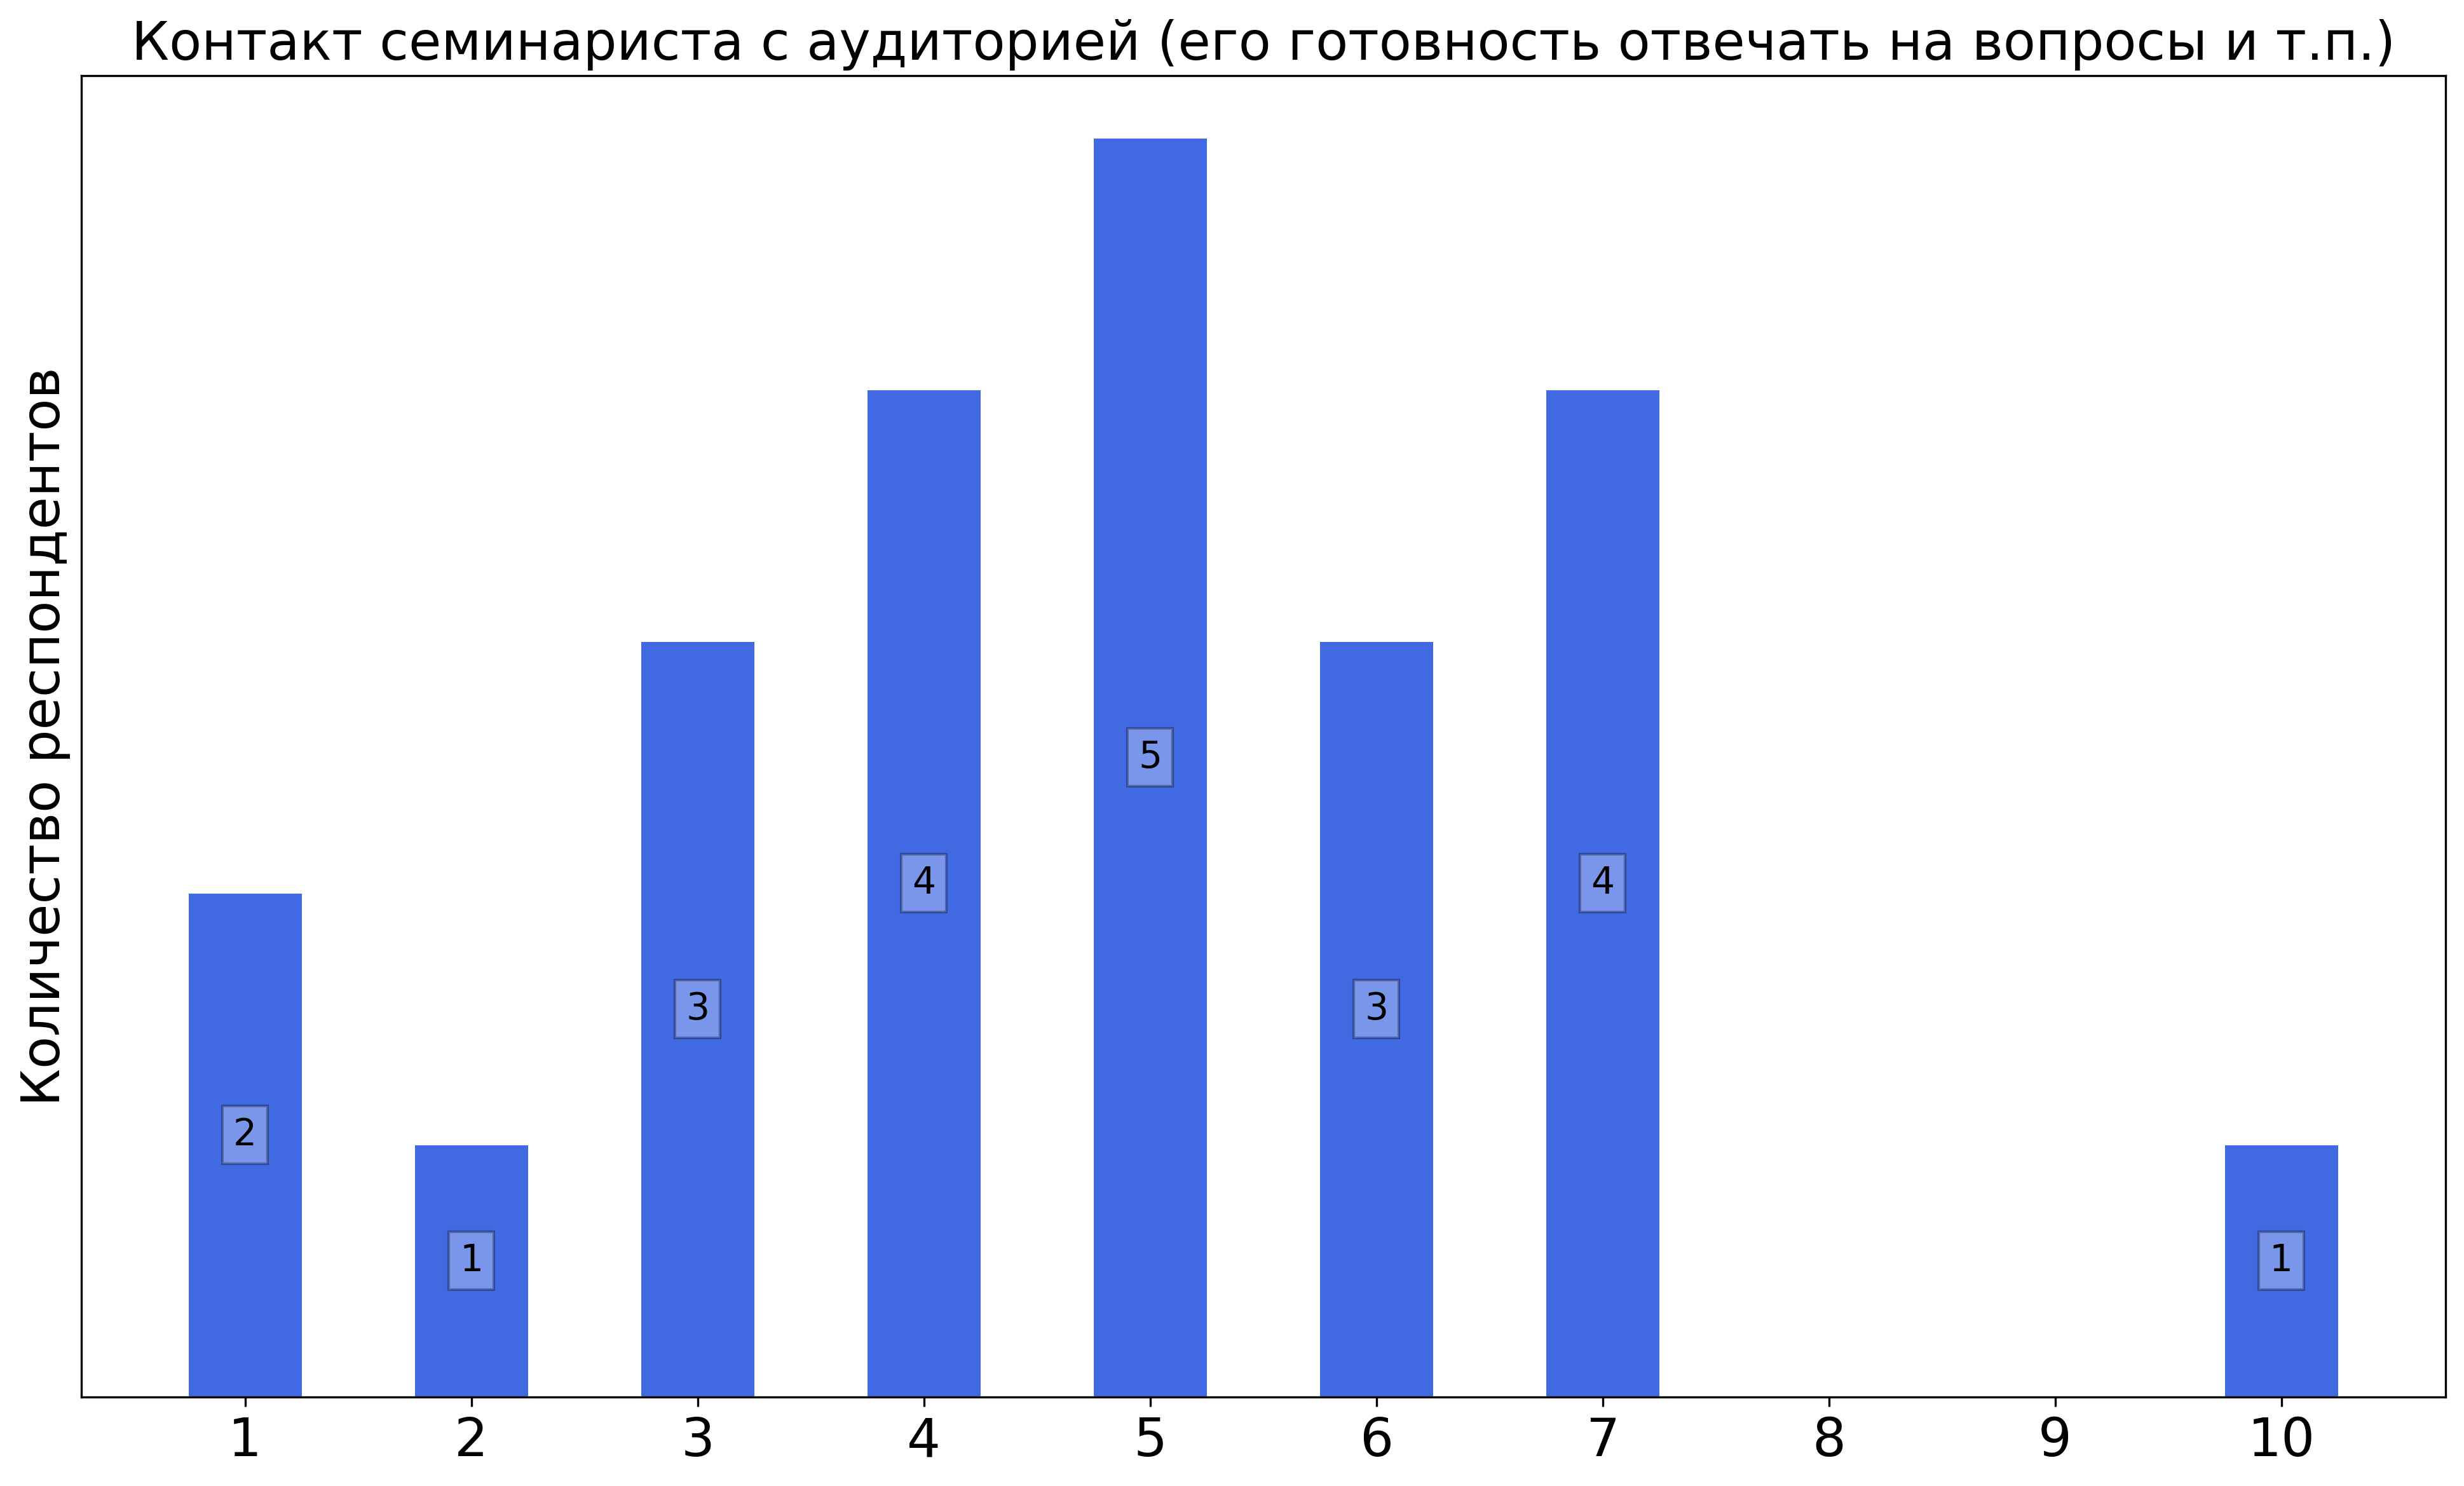 Контакт семинариста с аудиторией (его готовность отвечать на вопросы и т.п.)
Количество респондентов
2
1
3
4
5
3
4
1
1 2 3 4 5 6 7 8 9 10